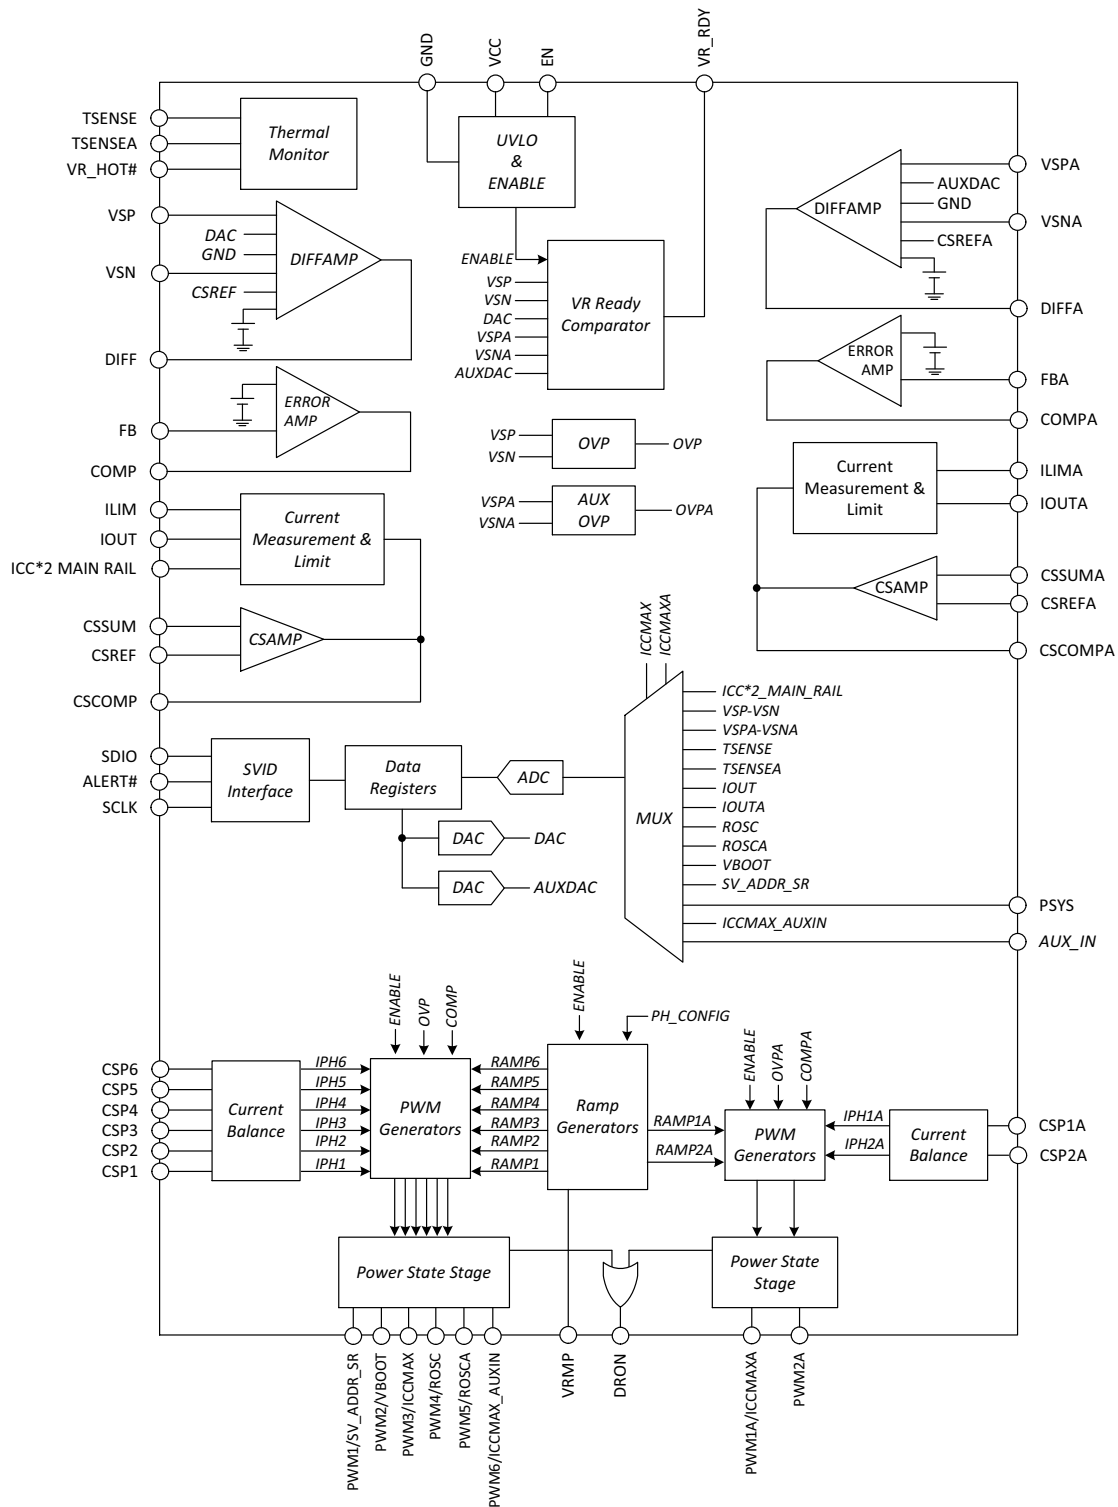 GND
VCC
EN
VR_RDY
TSENSE
TSENSEA
VR_HOT#
Thermal
Monitor
UVLO
&
ENABLE
VSP
DAC
GND
VSN
CSREF
DIFFAMP
DIFF
ENABLE
VSP
VSN
DAC
VSPA
VSNA
AUXDAC
VR Ready
Comparator
VSPA
AUXDAC
GND
VSNA
CSREFA
DIFFAMP
DIFFA
ERROR
AMP
FB
COMP
ERROR
AMP
FBA
COMPA
VSP
VSN
OVP
OVP
VSPA
VSNA
AUX
OVP
OVPA
ILIM
IOUT
ICC*2 MAIN RAIL
Current
Measurement &
Limit
Current
Measurement &
Limit
ILIMA
IOUTA
CSSUM
CSREF
CSAMP
CSCOMP
CSAMP
CSSUMA
CSREFA
CSCOMPA
ICCMAX
ICCMAXA
SDIO
ALERT#
SCLK
SVID
Interface
Data
Registers
ADC
DAC
DAC
DAC
AUXDAC
MUX
ICC*2_MAIN_RAIL
VSP-VSN
VSPA-VSNA
TSENSE
TSENSEA
IOUT
IOUTA
ROSC
ROSCA
VBOOT
SV_ADDR_SR
PSYS
ICCMAX_AUXIN
AUX_IN
ENABLE
OVP
COMP
ENABLE
PH_CONFIG
ENABLE
OVPA
COMPA
CSP6
CSP5
CSP4
CSP3
CSP2
CSP1
Current
Balance
IPH6
IPH5
IPH4
IPH3
IPH2
IPH1
PWM
Generators
RAMP6
RAMP5
RAMP4
RAMP3
RAMP2
RAMP1
Ramp
Generators
RAMP1A
RAMP2A
PWM
Generators
IPH1A
IPH2A
Current
Balance
CSP1A
CSP2A
Power State Stage
Power State
Stage
PWM1/SV_ADDR_SR
PWM2/VBOOT
PWM3/ICCMAX
PWM4/ROSC
PWM5/ROSCA
PWM6/ICCMAX_AUXIN
VRMP
DRON
PWM1A/ICCMAXA
PWM2A